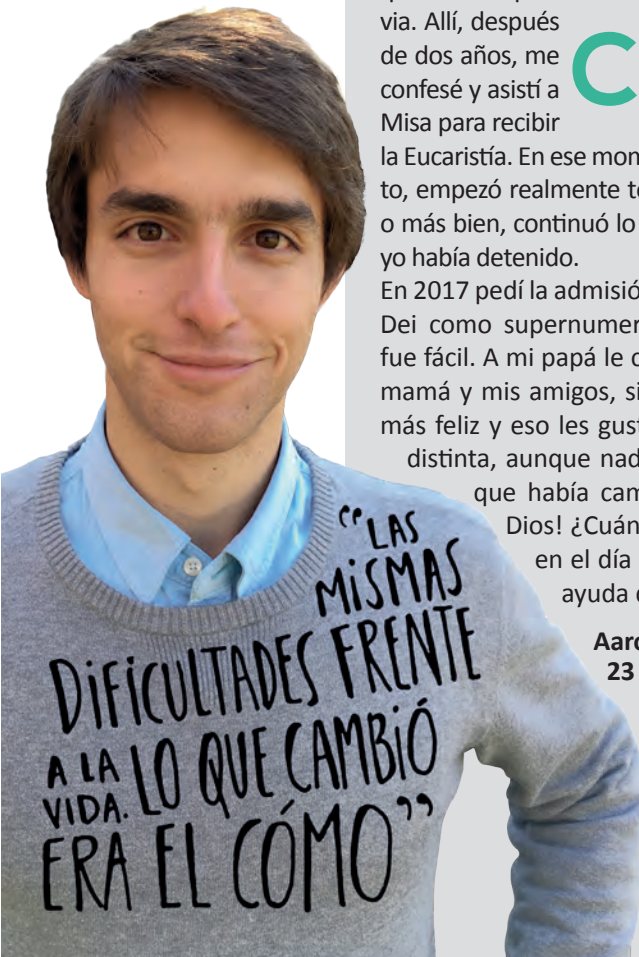 via. Allí, después
de dos años, me
confesé y asistí a
Misa para recibir
la Eucaristía. En ese mom
to, empezó realmente t
o más bien, continuó lo
yo había detenido.
En 2017 pedí la admisió
Dei como supernumer
fue fácil. A mi papá le
mamá y mis amigos, si
más feliz y eso les gust
distinta, aunque nad
que había cam
Dios! ¿Cuán
en el día
ayuda
Aar
23
C
“LAS
MISMAS
DIFICULTADES FRENTE
A LA
VIDA. LO QUE CAMBIÓ
ERA EL CÓMO”